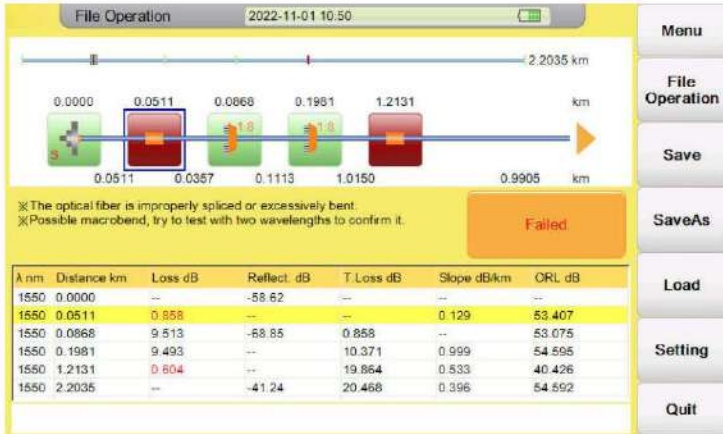 File Operation 2022-11-01 10:50
Menu
2.2035 km
File
Operation
0.0000 0.0511 0.0868 0.1981 1.2131 km
1:8 1:8
S
Save
0.0511 0.0357 0.1113 1.0150 0.9905 km
※The optical fiber is improperly spliced or excessively bent.
※Possible macrobend, try to test with two wavelengths to confirm it.
Failed.
SaveAs
λ nm Distance km Loss dB Reflect. dB T.Loss dB Slope dB/km ORL dB
Load
1550 0.0000 -- -58.62 -- -- --
1550 0.0511 0.858 -- -- 0.129 53.407
1550 0.0868 9.513 -68.85 0.858 -- 53.075
1550 0.1981 9.493 -- 10.371 0.999 54.595
Setting
1550 1.2131 0.604 -- 19.864 0.533 40.426
1550 2.2035 -- -41.24 20.468 0.396 54.592
Quit